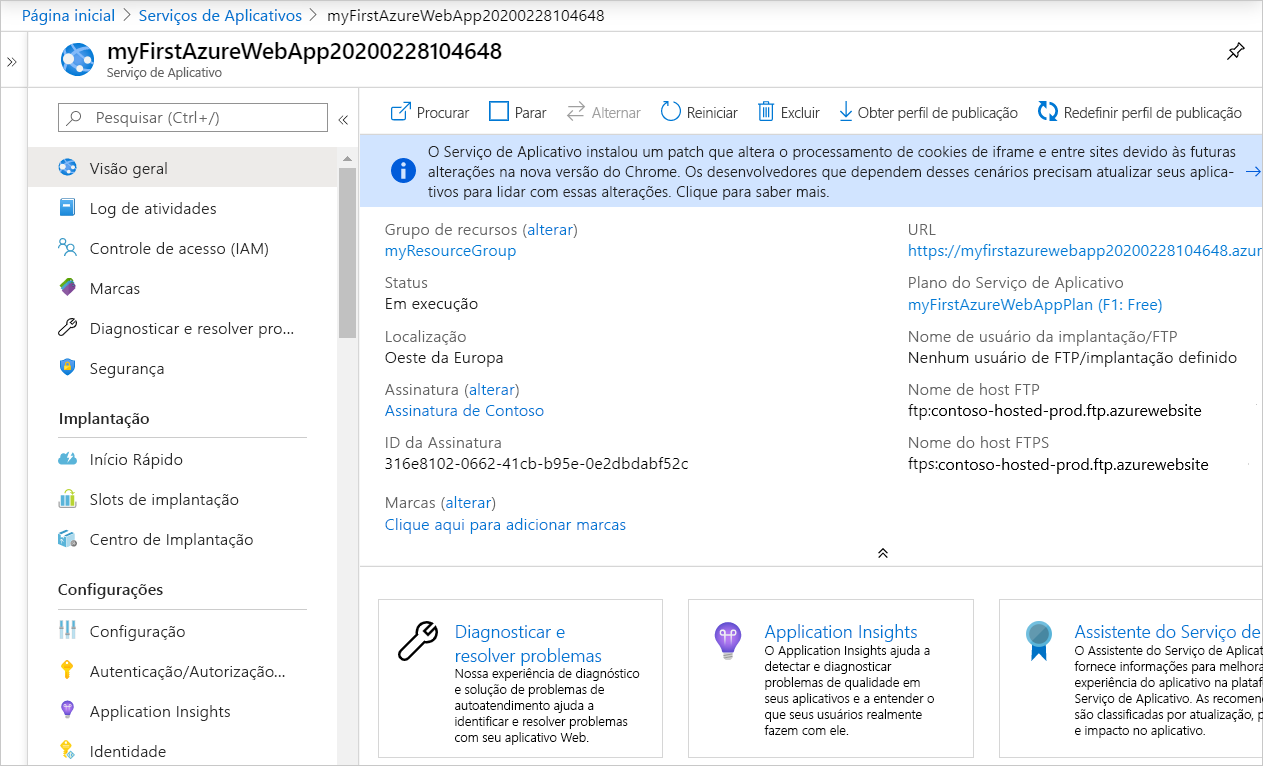 Página inicial > Serviços de Aplicativos > myFirstAzureWebApp20200228104648
myFirstAzureWebApp20200228104648
Serviço de Aplicativo
Pesquisar (Ctrl+/)
Visão geral
Log de atividades
Controle de acesso (IAM)
Marcas
Diagnosticar e resolver pro...
Segurança
Implantação
Início Rápido
Slots de implantação
Centro de Implantação
Configurações
Configuração
Autenticação/Autorização...
Application Insights
Identidade
Procurar Parar Alternar Reiniciar Excluir Obter perfil de publicação Redefinir perfil de publicação
O Serviço de Aplicativo instalou um patch que altera o processamento de cookies de iframe e entre sites devido às futuras
alterações na nova versão do Chrome. Os desenvolvedores que dependem desses cenários precisam atualizar seus aplica-
tivos para lidar com essas alterações. Clique para saber mais.
Grupo de recursos (alterar)
myResourceGroup
Status
Em execução
Localização
Oeste da Europa
Assinatura (alterar)
Assinatura de Contoso
ID da Assinatura
316e8102-0662-41cb-b95e-0e2dbdabf52c
Marcas (alterar)
Clique aqui para adicionar marcas
URL
https://myfirstazurewebapp20200228104648.azur
Plano do Serviço de Aplicativo
myFirstAzureWebAppPlan (F1: Free)
Nome de usuário da implantação/FTP
Nenhum usuário de FTP/implantação definido
Nome de host FTP
ftp:contoso-hosted-prod.ftp.azurewebsite
Nome do host FTPS
ftps:contoso-hosted-prod.ftp.azurewebsite
Diagnosticar e
resolver problemas
Nossa experiência de diagnóstico
e solução de problemas de
autoatendimento ajuda a
identificar e resolver problemas
com seu aplicativo Web.
Application Insights
O Application Insights ajuda a
detectar e diagnosticar
problemas de qualidade em
seus aplicativos e a entender o
que seus usuários realmente
fazem com ele.
Assistente do Serviço de
O Assistente do Serviço de Aplicat
fornece informações para melhora
experiência do aplicativo na plataf
Serviço de Aplicativo. As recomen
são classificadas por atualização, p
e impacto no aplicativo.